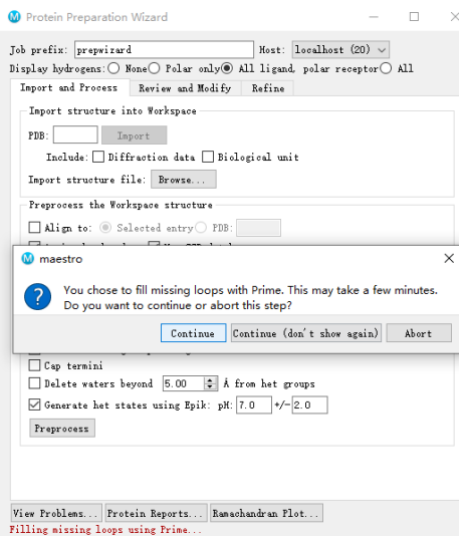 Protein Preparation Wizard
Job prefix: prepwizard Host: localhost (20)
Display hydrogens: None Polar only All ligand, polar receptor All
Import and Process Review and Modify Refine
Import structure into Workspace
PDB: Import
Include: Diffraction data Biological unit
Import structure file: Browse...
Preprocess the Workspace structure
Align to: Selected entry PDB:
maestro
You chose to fill missing loops with Prime. This may take a few minutes.
Do you want to continue or abort this step?
Continue Continue (don't show again) Abort
Cap termini
Delete waters beyond 5.00 Å from het groups
Generate het states using Epik: pH: 7.0 +/- 2.0
Preprocess
View Problems... Protein Reports... Ramachandran Plot...
Filling missing loops using Prime...